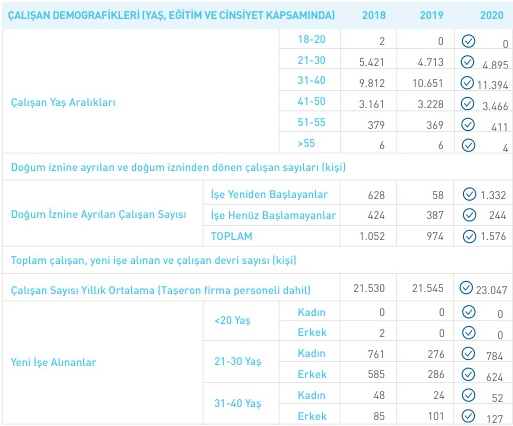 ÇALIŞAN DEMOGRAFİKLERİ (YAŞ, EĞİTİM VE CİNSİYET KAPSAMINDA) 2018 2019 2020
Çalışan Yaş Aralıkları
18-20 2 0 0
21-30 5.421 4.713 4.895
31-40 9.812 10.651 11.394
41-50 3.161 3.228 3.466
51-55 379 369 411
>55 6 6 4
Doğum iznine ayrılan ve doğum izninden dönen çalışan sayıları (kişi)
Doğum İznine Ayrılan Çalışan Sayısı
İşe Yeniden Başlayanlar 628 58 1.332
İşe Henüz Başlamayanlar 424 387 244
TOPLAM 1.052 974 1.576
Toplam çalışan, yeni işe alınan ve çalışan devri sayısı (kişi)
Çalışan Sayısı Yıllık Ortalama (Taşeron firma personeli dahil) 21.530 21.545 23.047
Yeni İşe Alınanlar
<20 Yaş
Kadın 0 0 0
Erkek 2 0 0
21-30 Yaş
Kadın 761 276 784
Erkek 585 286 624
31-40 Yaş
Kadın 48 24 52
Erkek 85 101 127